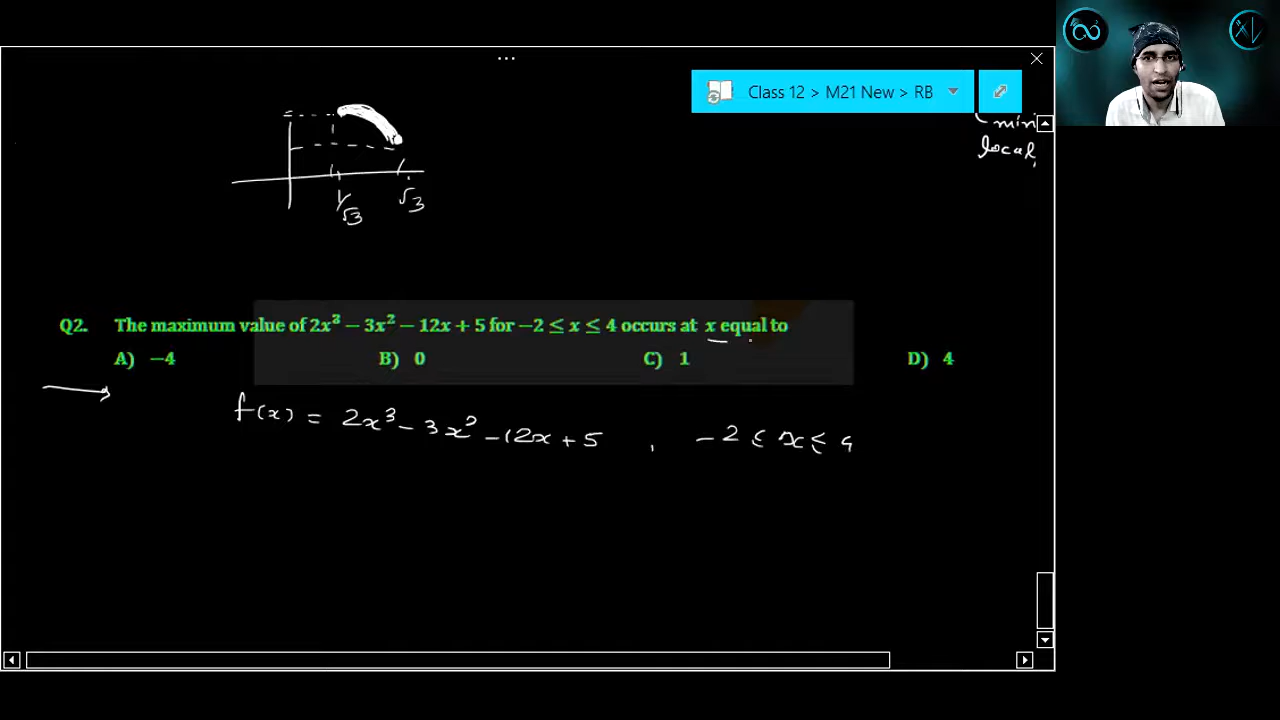 Class 12 > M21 New > RB
min
local,
1/√3 √3
Q2. The maximum value of 2x³ − 3x² − 12x + 5 for −2 ≤ x ≤ 4 occurs at x equal to
A) −4 B) 0 C) 1 D) 4
f(x) = 2x³ − 3x² − 12x + 5 , −2 ≤ x ≤ 4